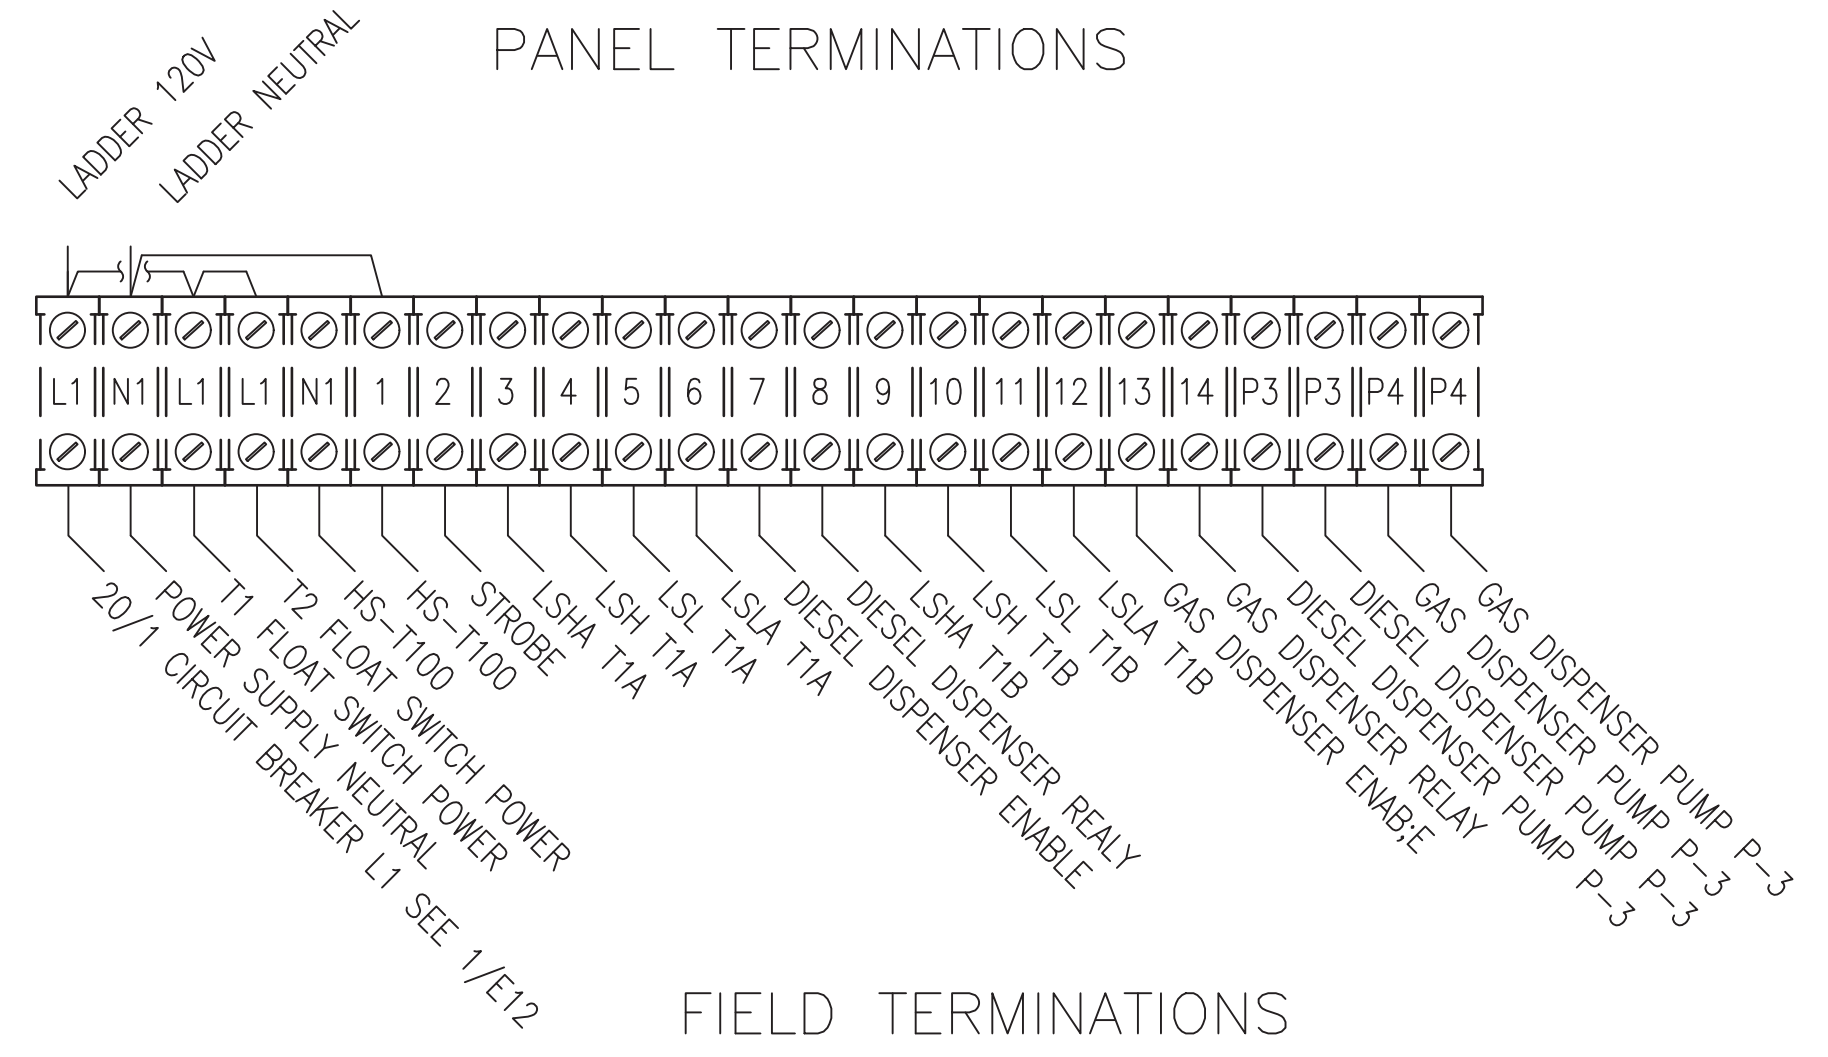 PANEL TERMINATIONS
LADDER 120V
LADDER NEUTRAL
L1 N1 L1 L1 N1 1 2 3 4 5 6 7 8 9 10 11 12 13 14 P3 P3 P4 P4
20/1 CIRCUIT BREAKER L1 SEE 1/E12
POWER SUPPLY NEUTRAL
T1 FLOAT SWITCH POWER
T2 FLOAT SWITCH POWER
HS-T100
HS-T100
STROBE
LSHA T1A
LSH T1A
LSL T1A
LSLA T1A
DIESEL DISPENSER ENABLE
DIESEL DISPENSER REALY
LSHA T1B
LSH T1B
LSL T1B
LSLA T1B
GAS DISPENSER ENAB;E
GAS DISPENSER RELAY
DIESEL DISPENSER PUMP P-3
DIESEL DISPENSER PUMP P-3
GAS DISPENSER PUMP P-3
GAS DISPENSER PUMP P-3
FIELD TERMINATIONS